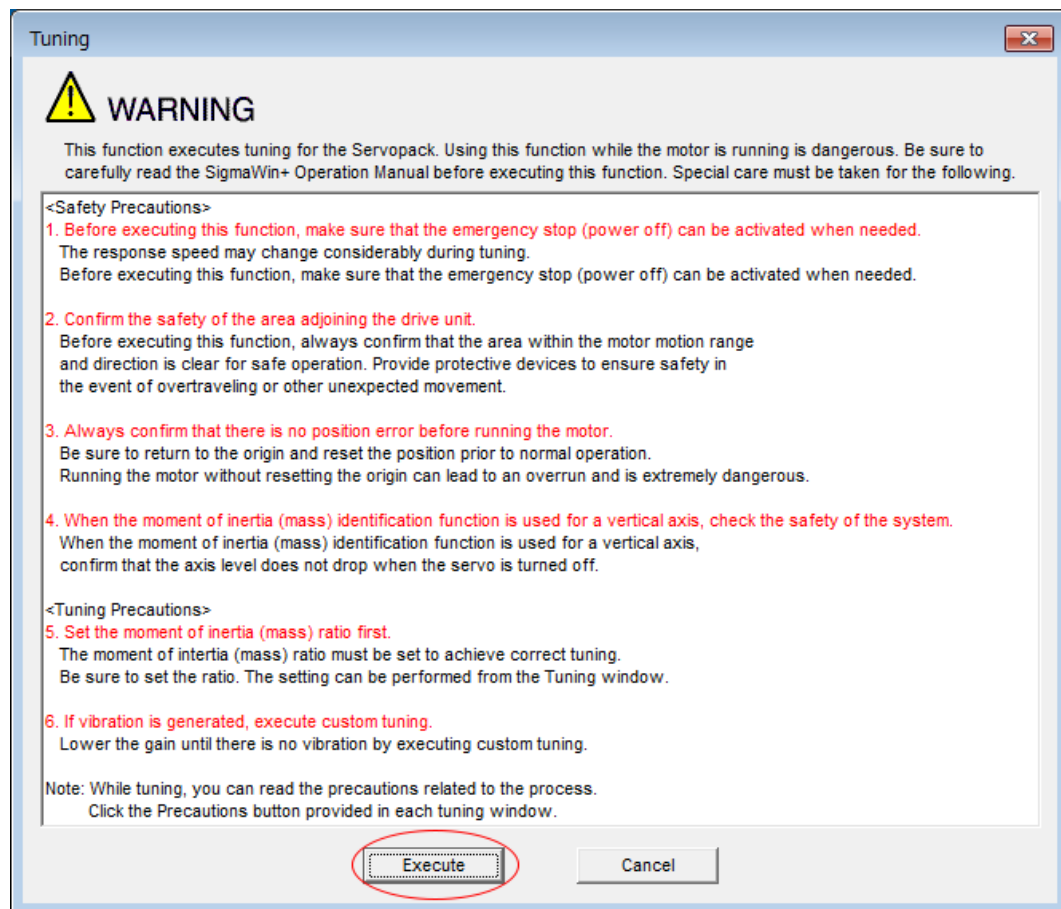 Tuning
WARNING
This function executes tuning for the Servopack. Using this function while the motor is running is dangerous. Be sure to
carefully read the SigmaWin+ Operation Manual before executing this function. Special care must be taken for the following.
<Safety Precautions>
1. Before executing this function, make sure that the emergency stop (power off) can be activated when needed.
The response speed may change considerably during tuning.
Before executing this function, make sure that the emergency stop (power off) can be activated when needed.
2. Confirm the safety of the area adjoining the drive unit.
Before executing this function, always confirm that the area within the motor motion range
and direction is clear for safe operation. Provide protective devices to ensure safety in
the event of overtraveling or other unexpected movement.
3. Always confirm that there is no position error before running the motor.
Be sure to return to the origin and reset the position prior to normal operation.
Running the motor without resetting the origin can lead to an overrun and is extremely dangerous.
4. When the moment of inertia (mass) identification function is used for a vertical axis, check the safety of the system.
When the moment of inertia (mass) identification function is used for a vertical axis,
confirm that the axis level does not drop when the servo is turned off.
<Tuning Precautions>
5. Set the moment of inertia (mass) ratio first.
The moment of intertia (mass) ratio must be set to achieve correct tuning.
Be sure to set the ratio. The setting can be performed from the Tuning window.
6. If vibration is generated, execute custom tuning.
Lower the gain until there is no vibration by executing custom tuning.
Note: While tuning, you can read the precautions related to the process.
Click the Precautions button provided in each tuning window.
Execute Cancel